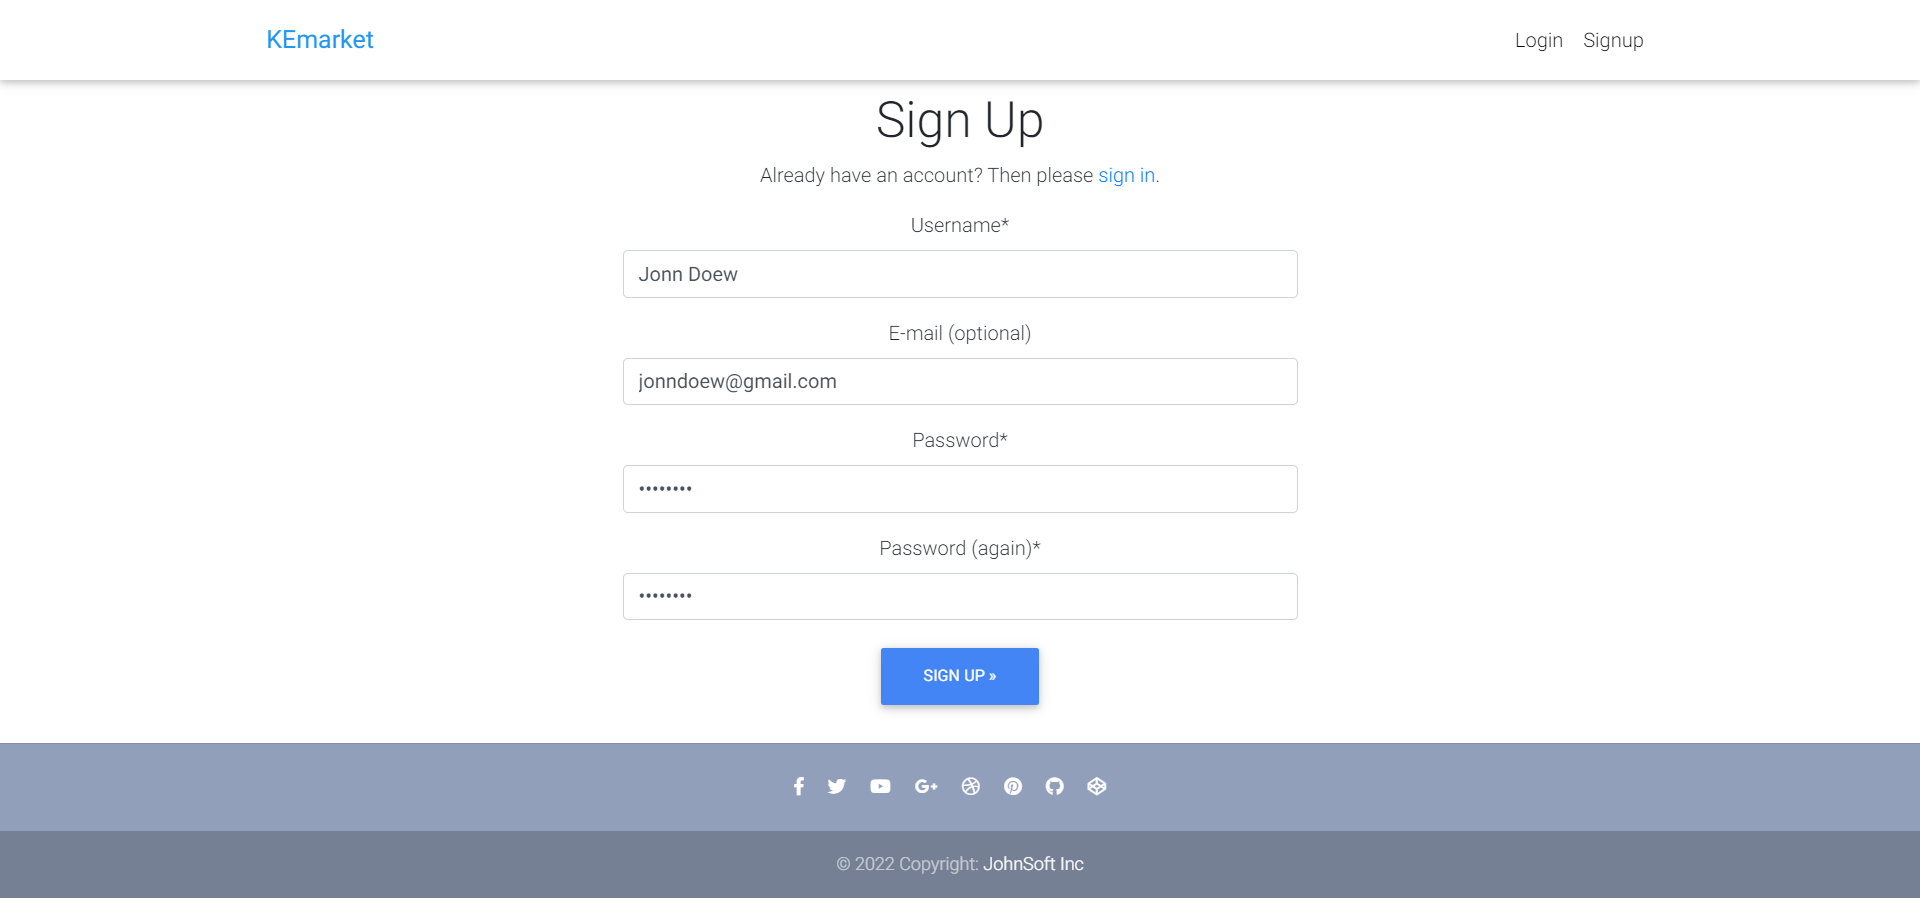 KEmarket
Login Signup
Sign Up
Already have an account? Then please sign in.
Username*
Jonn Doew
E-mail (optional)
jonndoew@gmail.com
Password*
••••••••
Password (again)*
••••••••
SIGN UP »
© 2022 Copyright: JohnSoft Inc